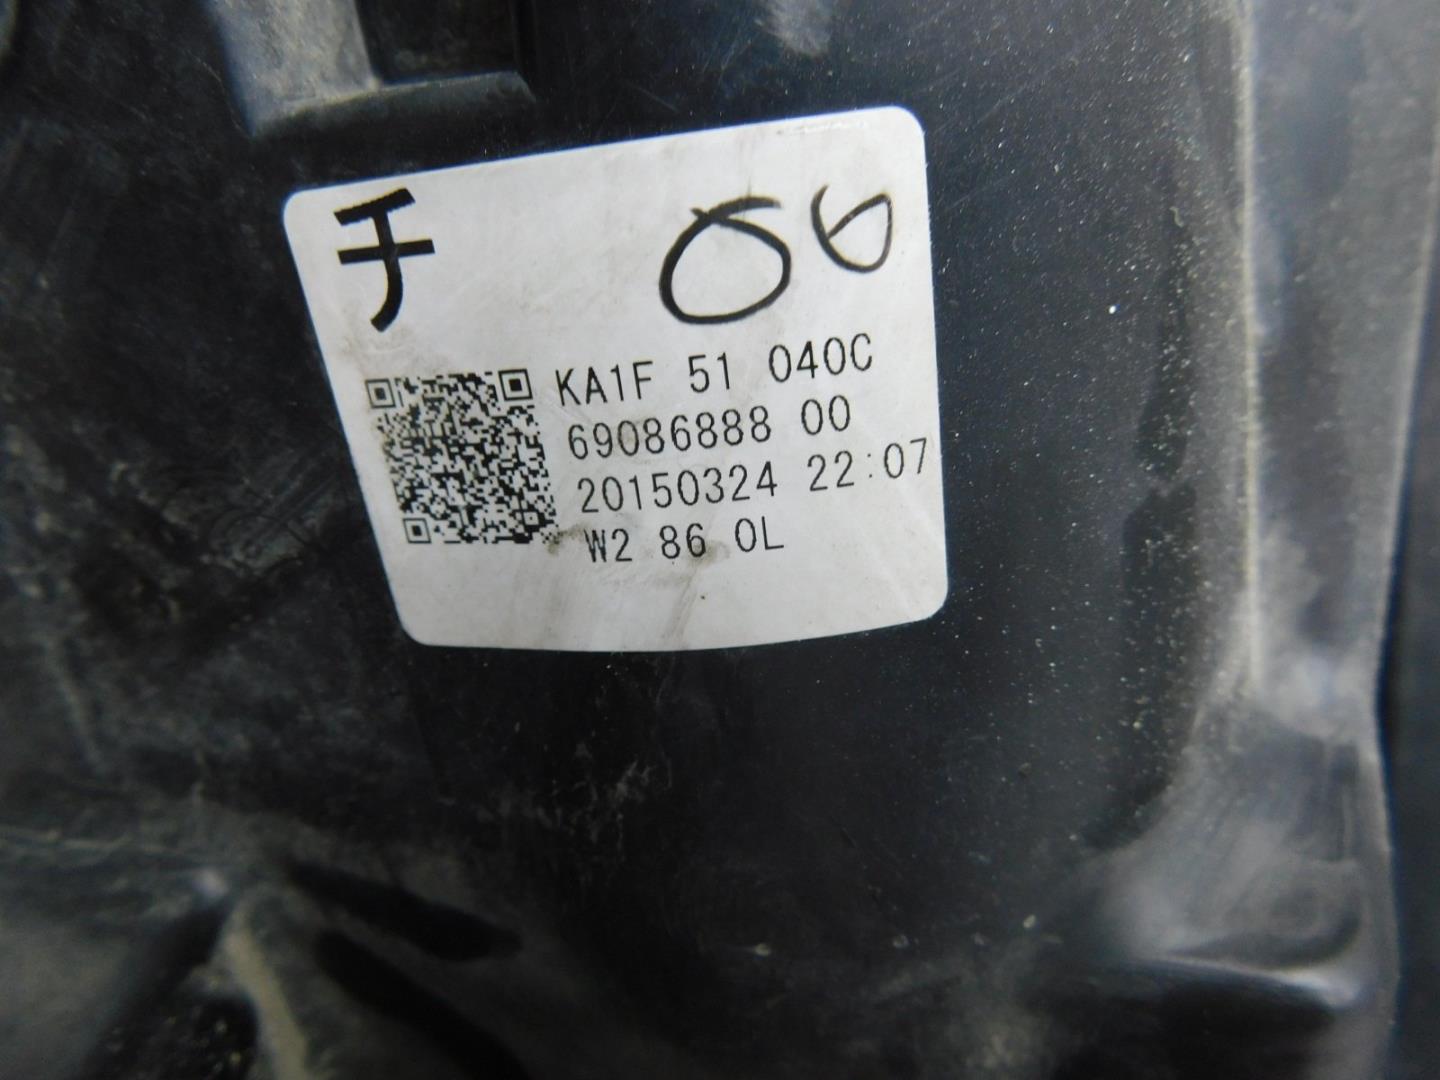 チ 06
KA1F 51 040C
69086888 00
20150324 22:07
W2 86 0L